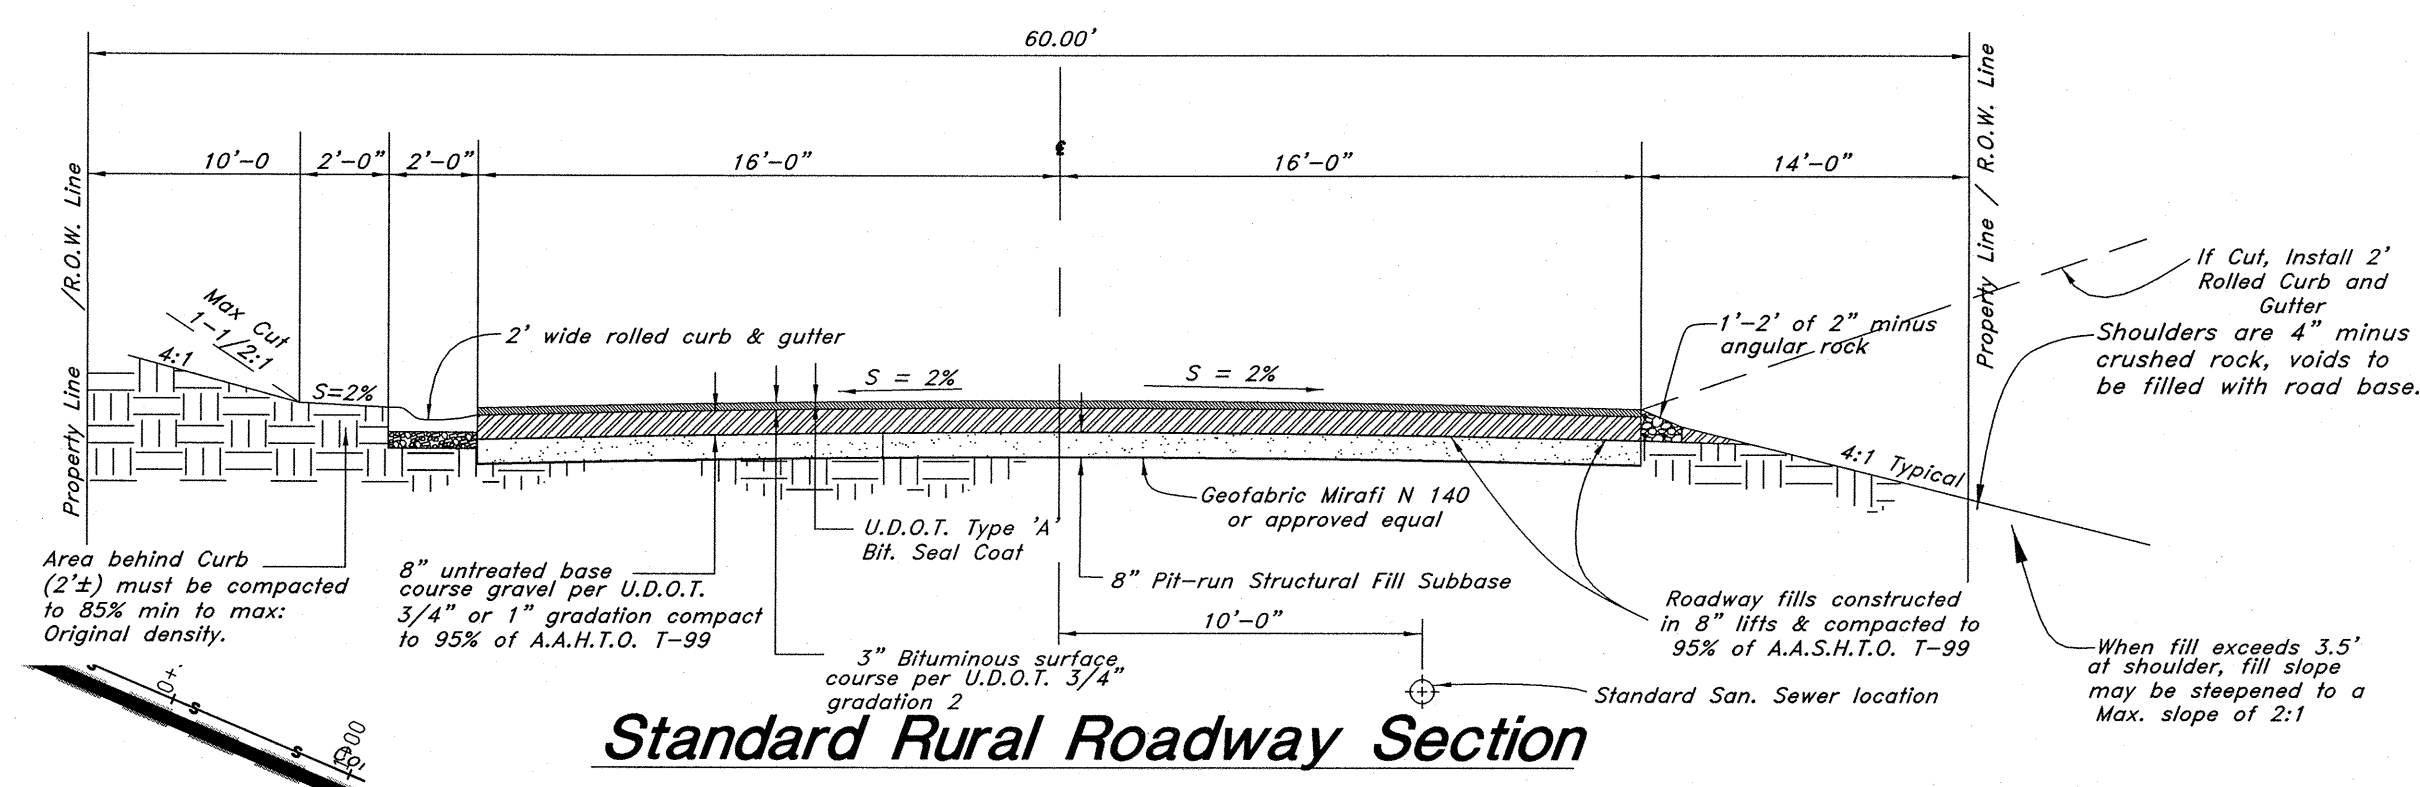 60.00'
10'-0
2'-0"
2'-0"
16'-0"
16'-0"
14'-0"
Property Line /R.O.W. Line
Property Line / R.O.W. Line
Max Cut
1-1/2:1
4:1
S=2%
2' wide rolled curb & gutter
S = 2%
S = 2%
1'-2' of 2" minus
angular rock
If Cut, Install 2'
Rolled Curb and
Gutter
Shoulders are 4" minus
crushed rock, voids to
be filled with road base.
4:1 Typical
Geofabric Mirafi N 140
or approved equal
U.D.O.T. Type 'A'
Bit. Seal Coat
Area behind Curb
(2'±) must be compacted
to 85% min to max:
Original density.
8" untreated base
course gravel per U.D.O.T.
3/4" or 1" gradation compact
to 95% of A.A.H.T.O. T-99
8" Pit-run Structural Fill Subbase
10'-0"
Roadway fills constructed
in 8" lifts & compacted to
95% of A.A.S.H.T.O. T-99
When fill exceeds 3.5'
at shoulder, fill slope
may be steepened to a
Max. slope of 2:1
3" Bituminous surface
course per U.D.O.T. 3/4"
gradation 2
Standard San. Sewer location
S
S
Standard Rural Roadway Section